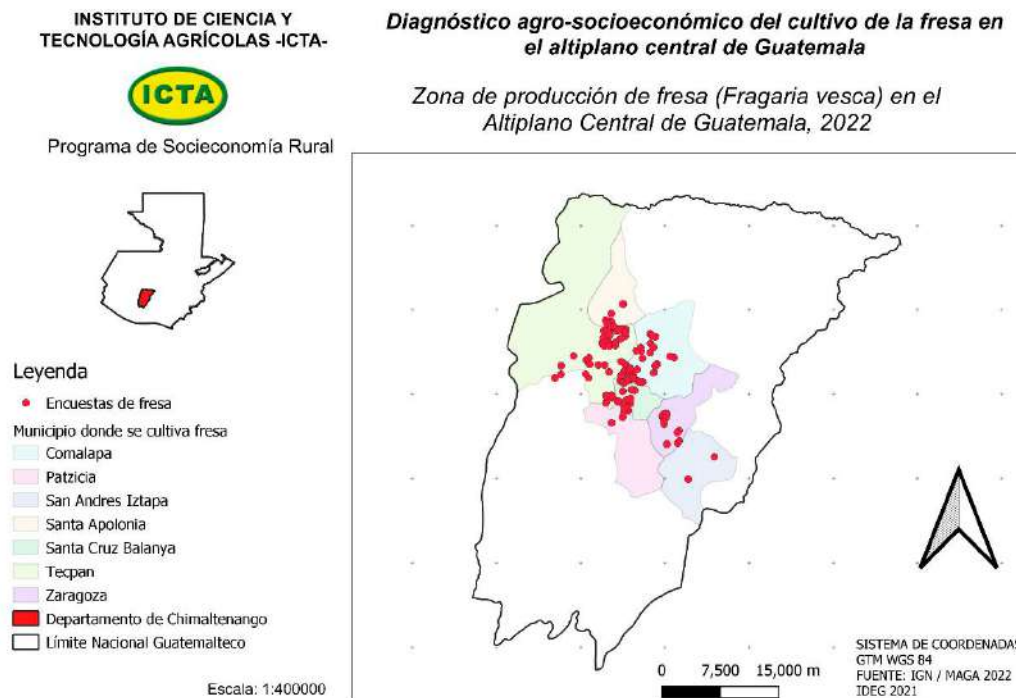 INSTITUTO DE CIENCIA Y
TECNOLOGÍA AGRÍCOLAS -ICTA-
ICTA
Programa de Socieconomía Rural
Diagnóstico agro-socioeconómico del cultivo de la fresa en
el altiplano central de Guatemala
Zona de producción de fresa (Fragaria vesca) en el
Altiplano Central de Guatemala, 2022
Leyenda
Encuestas de fresa
Municipio donde se cultiva fresa
Comalapa
Patzicia
San Andres Iztapa
Santa Apolonia
Santa Cruz Balanya
Tecpan
Zaragoza
Departamento de Chimaltenango
Límite Nacional Guatemalteco
Escala: 1:400000
0 7,500 15,000 m
SISTEMA DE COORDENADAS
GTM WGS 84
FUENTE: IGN / MAGA 2022
IDEG 2021